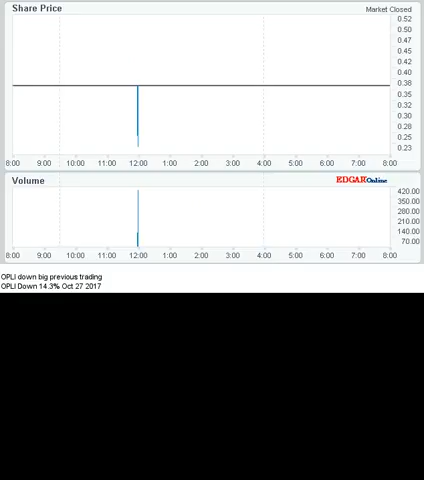 Share Price
Market Closed
0.52
0.50
0.47
0.45
0.42
0.40
0.38
0.35
0.32
0.30
0.28
0.25
0.23
8:00 9:00 10:00 11:00 12:00 1:00 2:00 3:00 4:00 5:00 6:00 7:00 8:00
Volume
EDGAROnline
420.00
350.00
280.00
210.00
140.00
70.00
8:00 9:00 10:00 11:00 12:00 1:00 2:00 3:00 4:00 5:00 6:00 7:00 8:00
OPLI down big previous trading
OPLI Down 14.3% Oct 27 2017